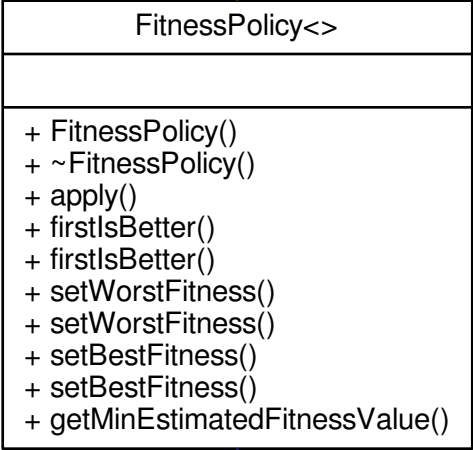 FitnessPolicy<>
+ FitnessPolicy()
+ ~FitnessPolicy()
+ apply()
+ firstIsBetter()
+ firstIsBetter()
+ setWorstFitness()
+ setWorstFitness()
+ setBestFitness()
+ setBestFitness()
+ getMinEstimatedFitnessValue()